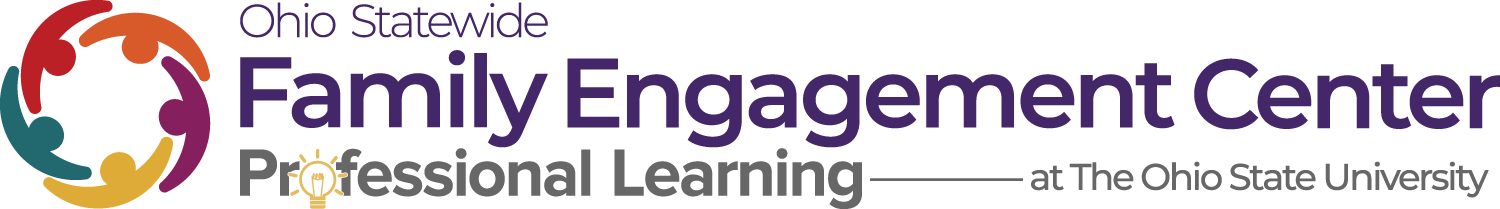 Ohio Statewide
Family Engagement Center
Professional Learning
at The Ohio State University